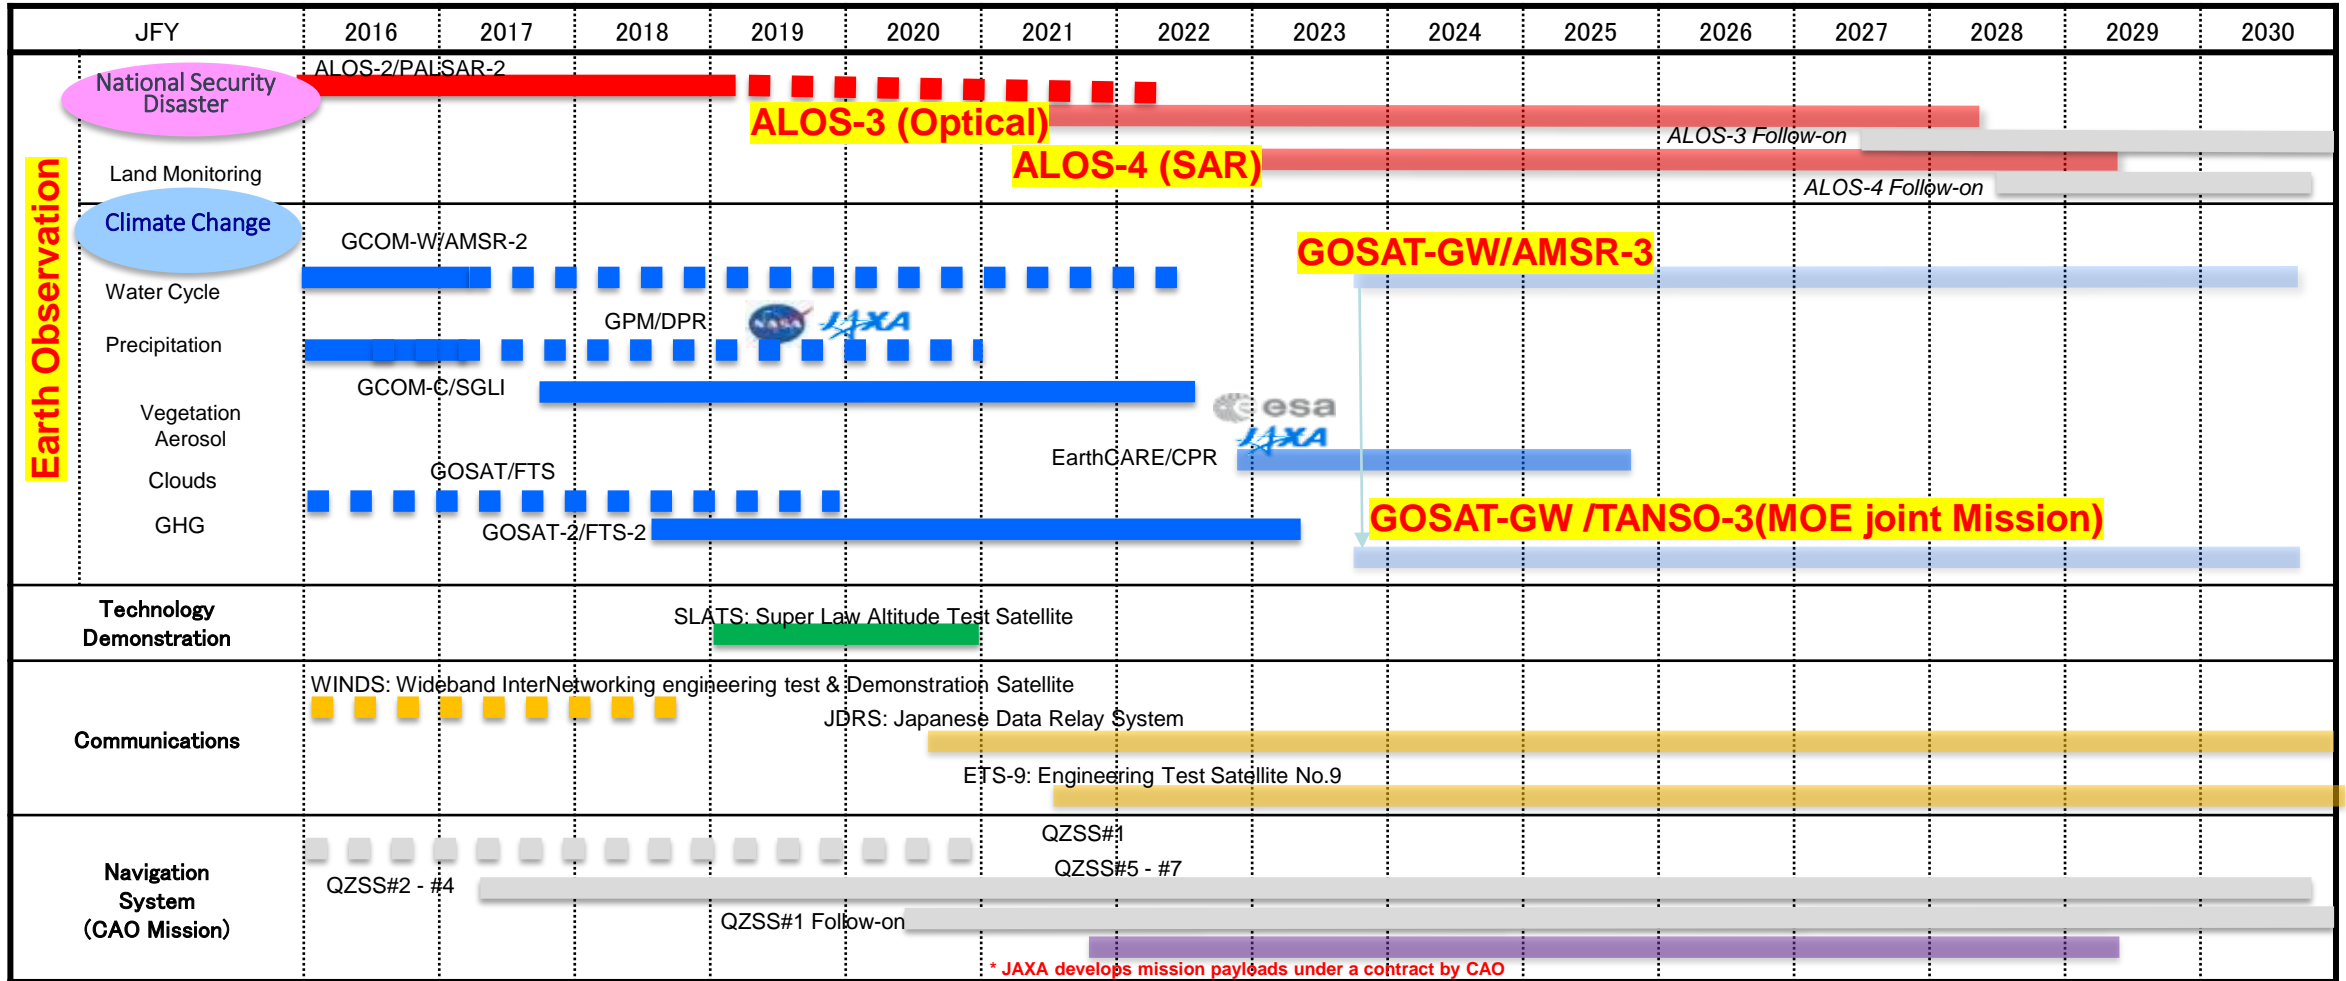 JFY 2016 2017 2018 2019 2020 2021 2022 2023 2024 2025 2026 2027 2028 2029 2030
Earth Observation
National Security
Disaster
Land Monitoring
ALOS-2/PALSAR-2
ALOS-3 (Optical)
ALOS-3 Follow-on
ALOS-4 (SAR)
ALOS-4 Follow-on
Climate Change
Water Cycle
Precipitation
Vegetation
Aerosol
Clouds
GHG
GCOM-W/AMSR-2
GOSAT-GW/AMSR-3
GPM/DPR
NASA JAXA
GCOM-C/SGLI
esa
JAXA
EarthCARE/CPR
GOSAT/FTS
GOSAT-2/FTS-2
GOSAT-GW /TANSO-3(MOE joint Mission)
Technology
Demonstration
SLATS: Super Law Altitude Test Satellite
Communications
WINDS: Wideband InterNetworking engineering test & Demonstration Satellite
JDRS: Japanese Data Relay System
ETS-9: Engineering Test Satellite No.9
Navigation
System
(CAO Mission)
QZSS#1
QZSS#5 - #7
QZSS#2 - #4
QZSS#1 Follow-on
* JAXA develops mission payloads under a contract by CAO